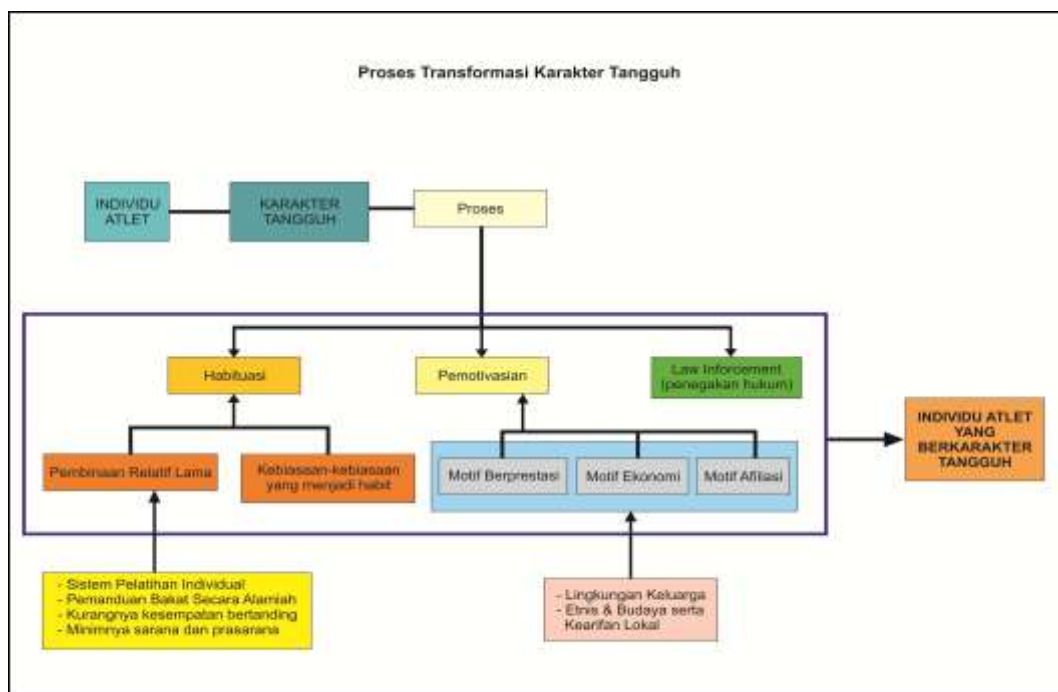 Proses Transformasi Karakter Tangguh
INDIVIDU
ATLET
KARAKTER
TANGGUH
Proses
Habituasi
Pemotivasian
Law Inforcement
(penegakan hukum)
INDIVIDU ATLET
YANG
BERKARAKTER
TANGGUH
Pembinaan Relatif Lama
Kebiasaan-kebiasaan
yang menjadi habit
Motif Berprestasi
Motif Ekonomi
Motif Afiliasi
- Sistem Pelatihan Individual
- Pemanduan Bakat Secara Alamiah
- Kurangnya kesempatan bertanding
- Minimnya sarana dan prasarana
- Lingkungan Keluarga
- Etnis & Budaya serta
Kearifan Lokal